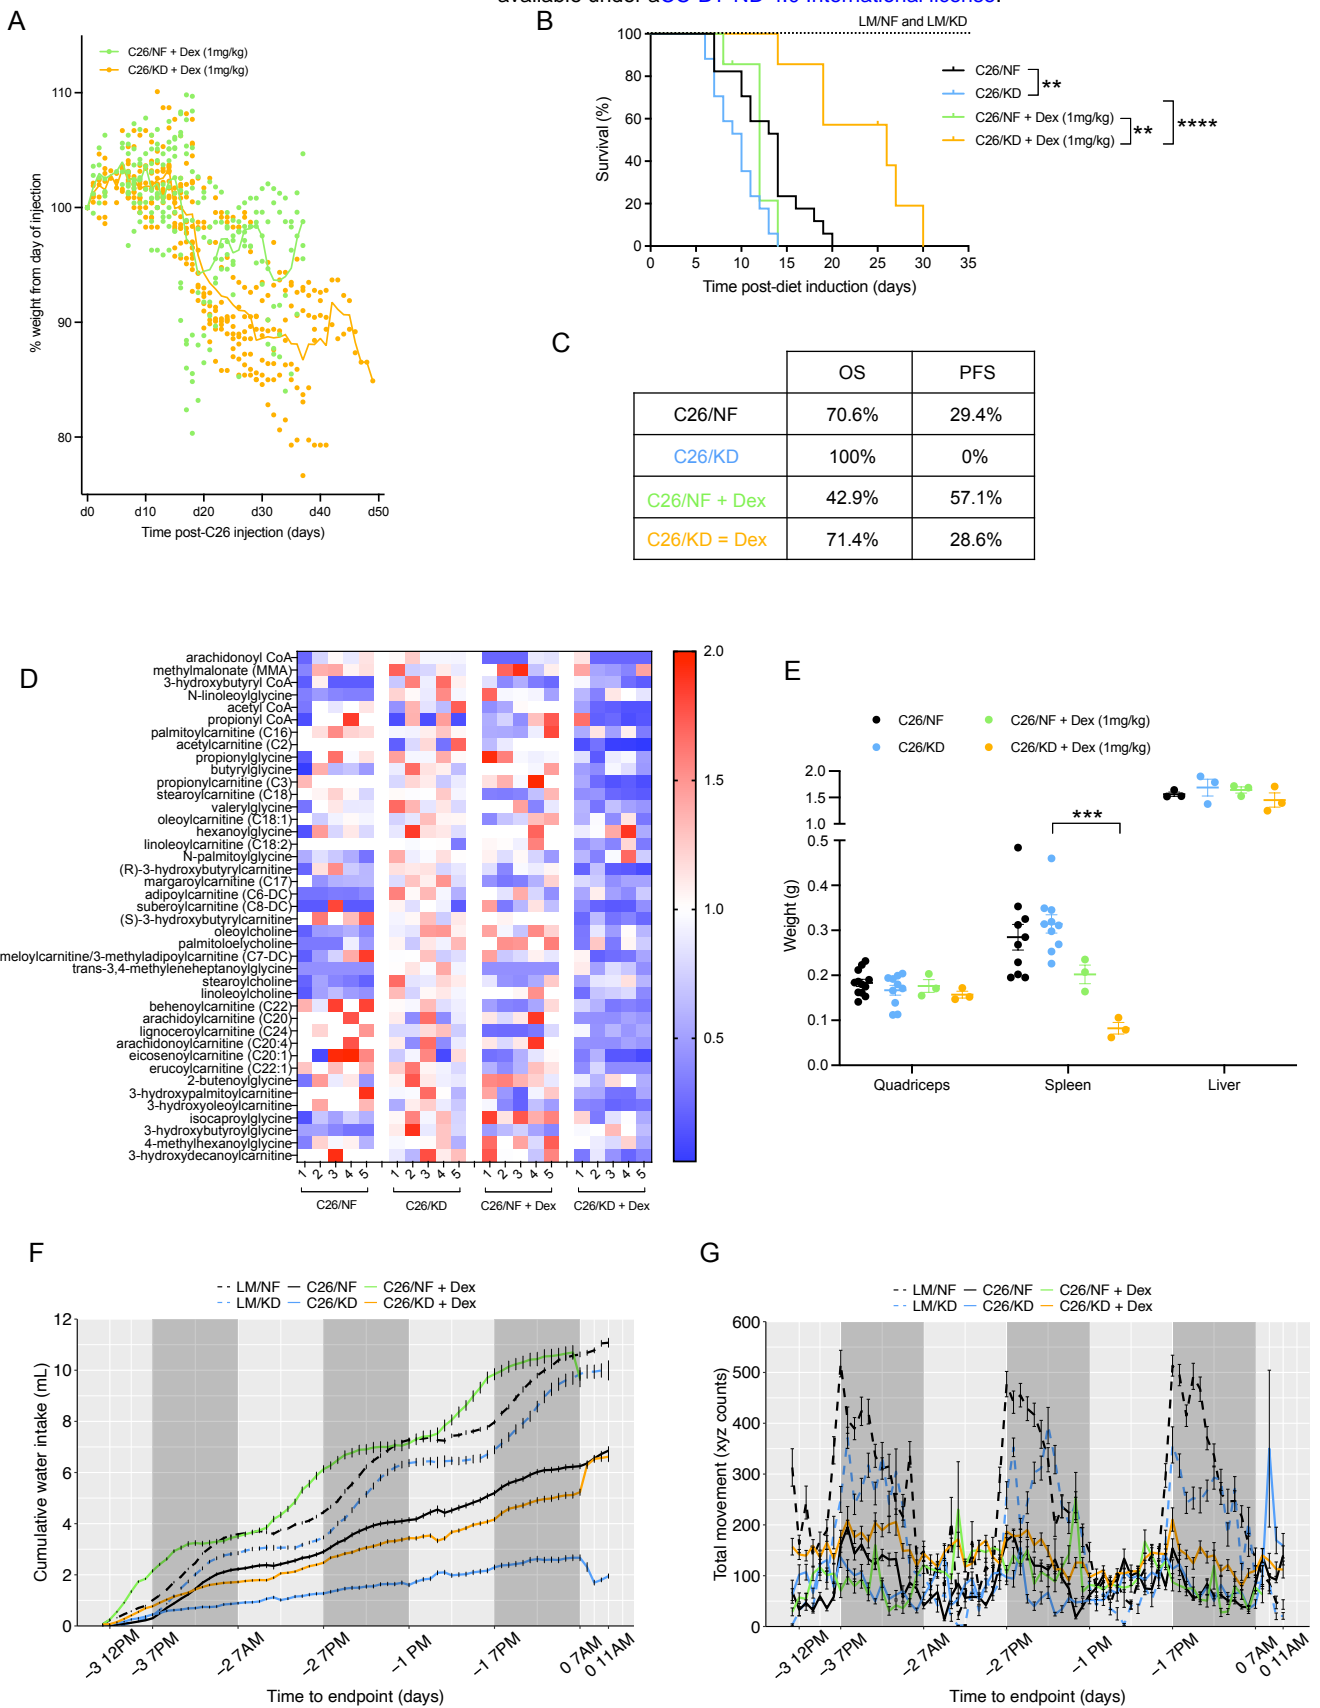 A
C26/NF + Dex (1mg/kg)
C26/KD + Dex (1mg/kg)
% weight from day of injection
110
100
90
80
d0 d10 d20 d30 d40 d50
Time post-C26 injection (days)
B
LM/NF and LM/KD
Survival (%)
100
80
60
40
20
0
0 5 10 15 20 25 30 35
Time post-diet induction (days)
C26/NF
C26/KD
C26/NF + Dex (1mg/kg)
C26/KD + Dex (1mg/kg)
**
**
****
C
OS PFS
C26/NF 70.6% 29.4%
C26/KD 100% 0%
C26/NF + Dex 42.9% 57.1%
C26/KD = Dex 71.4% 28.6%
D
arachidonoyl CoA
methylmalonate (MMA)
3-hydroxybutyryl CoA
N-linoleoylglycine
acetyl CoA
propionyl CoA
palmitoylcarnitine (C16)
acetylcarnitine (C2)
propionylglycine
butyrylglycine
propionylcarnitine (C3)
stearoylcarnitine (C18)
valerylglycine
oleoylcarnitine (C18:1)
hexanoylglycine
linoleoylcarnitine (C18:2)
N-palmitoylglycine
(R)-3-hydroxybutyrylcarnitine
margaroylcarnitine (C17)
adipoylcarnitine (C6-DC)
suberoylcarnitine (C8-DC)
(S)-3-hydroxybutyrylcarnitine
oleoylcholine
palmitoloelycholine
meloylcarnitine/3-methyladipoylcarnitine (C7-DC)
trans-3,4-methyleneheptanoylglycine
stearoylcholine
linoleoylcholine
behenoylcarnitine (C22)
arachidoylcarnitine (C20)
lignoceroylcarnitine (C24)
arachidonoylcarnitine (C20:4)
eicosenoylcarnitine (C20:1)
erucoylcarnitine (C22:1)
2-butenoylglycine
3-hydroxypalmitoylcarnitine
3-hydroxyoleoylcarnitine
isocaproylglycine
3-hydroxybutyroylglycine
4-methylhexanoylglycine
3-hydroxydecanoylcarnitine
1 2 3 4 5 1 2 3 4 5 1 2 3 4 5 1 2 3 4 5
C26/NF C26/KD C26/NF + Dex C26/KD + Dex
2.0
1.5
1.0
0.5
E
C26/NF C26/NF + Dex (1mg/kg)
C26/KD C26/KD + Dex (1mg/kg)
Weight (g)
2.0
1.5
1.0
0.5
0.4
0.3
0.2
0.1
0.0
***
Quadriceps Spleen Liver
F
LM/NF C26/NF C26/NF + Dex
LM/KD C26/KD C26/KD + Dex
Cumulative water intake (mL)
12
10
8
6
4
2
0
−3 12PM −3 7PM −2 7AM −2 7PM −1 PM −1 7PM 0 7AM 0 11AM
Time to endpoint (days)
G
LM/NF C26/NF C26/NF + Dex
LM/KD C26/KD C26/KD + Dex
Total movement (xyz counts)
600
500
400
300
200
100
0
−3 12PM −3 7PM −2 7AM −2 7PM −1 PM −1 7PM 0 7AM 0 11AM
Time to endpoint (days)